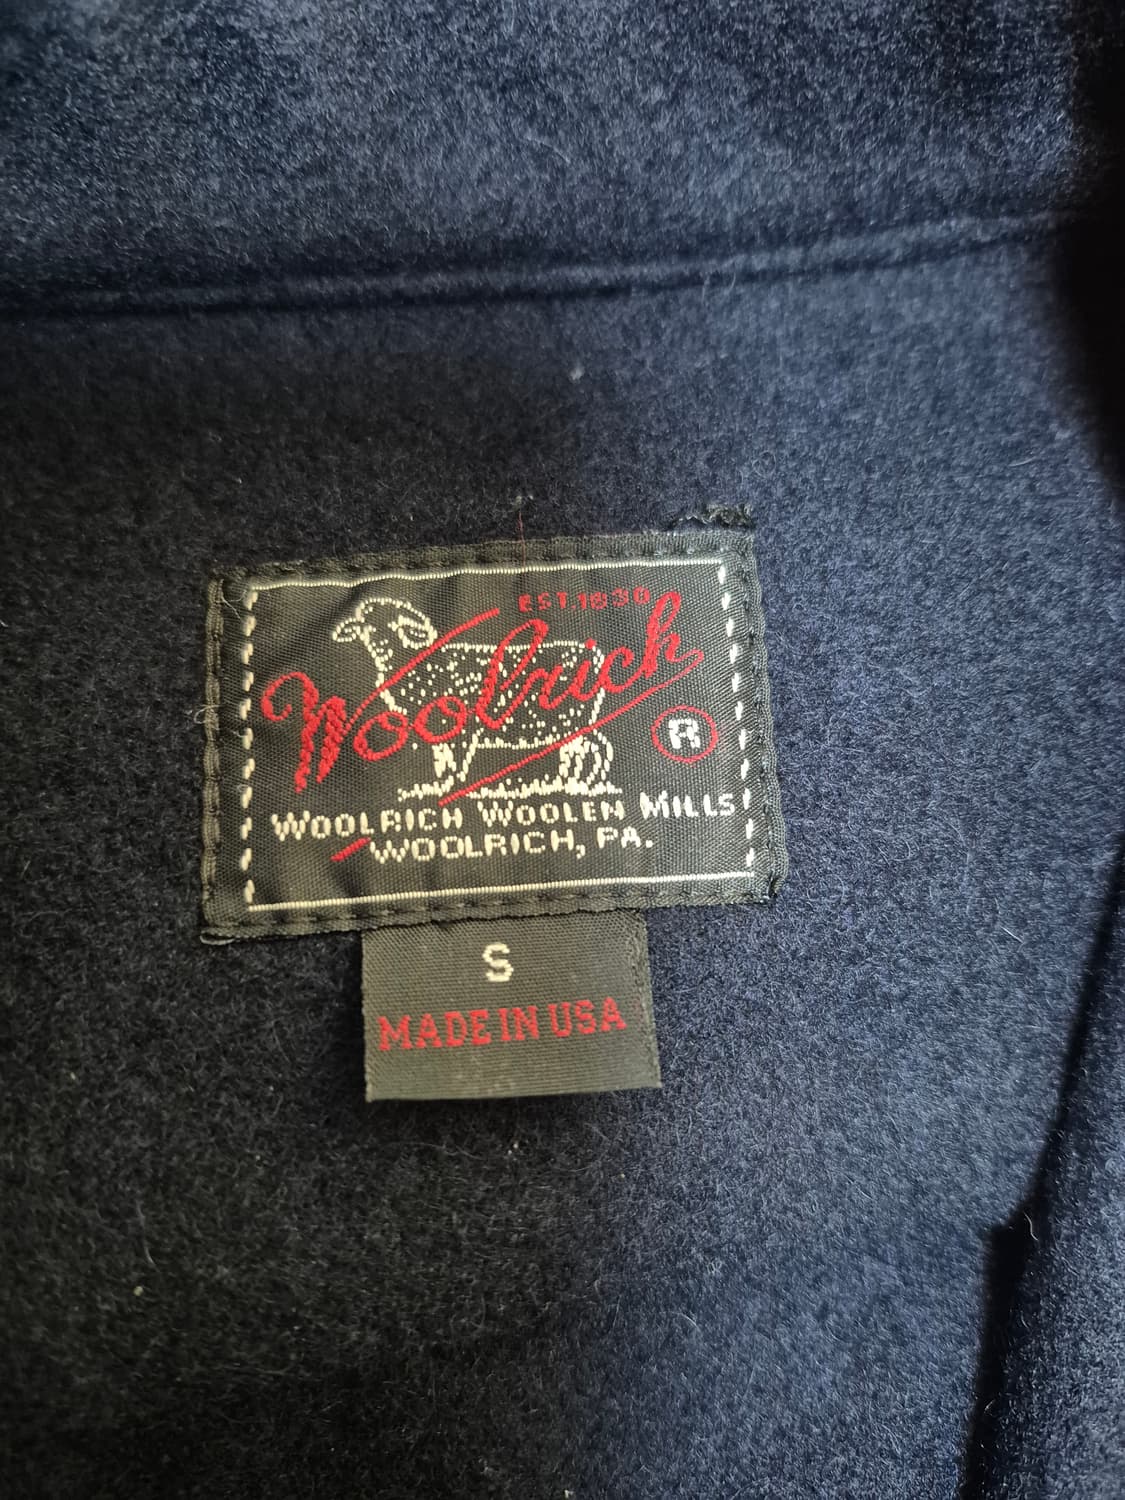 EST.1830
Woolrich
R
WOOLRICH WOOLEN MILLS
WOOLRICH, PA.
S
MADE IN USA